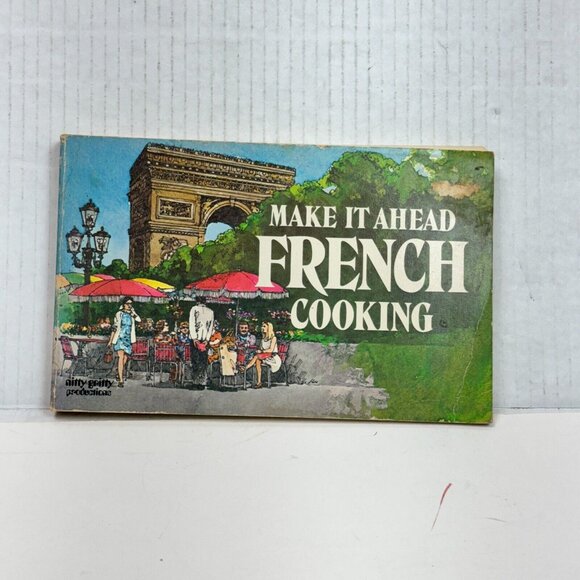 MAKE IT AHEAD
FRENCH
COOKING
nitty gritty
productions